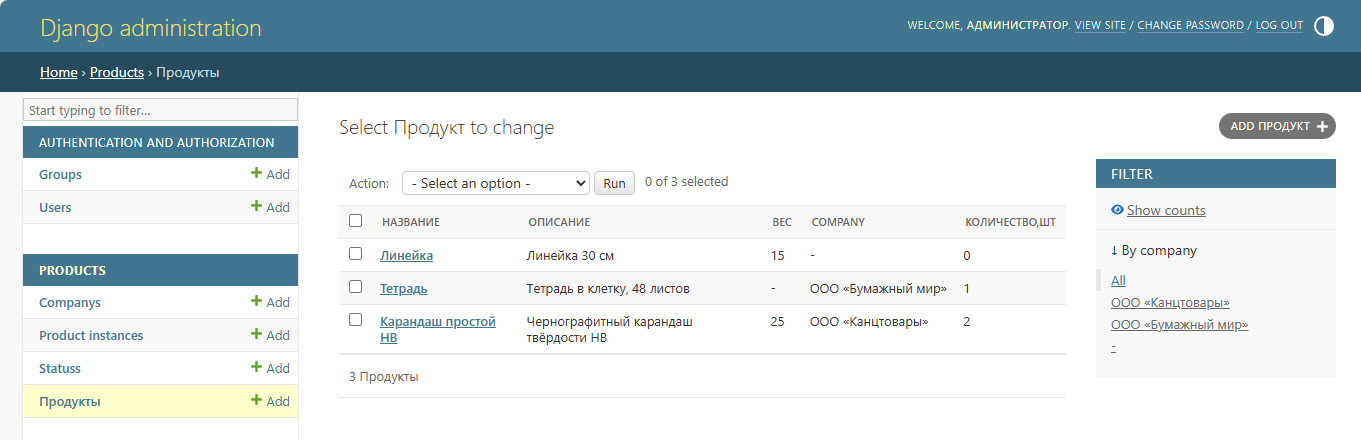 Django administration
WELCOME, АДМИНИСТРАТОР. VIEW SITE / CHANGE PASSWORD / LOG OUT
Home › Products › Продукты
Start typing to filter...
AUTHENTICATION AND AUTHORIZATION
Groups + Add
Users + Add
PRODUCTS
Companys + Add
Product instances + Add
Statuss + Add
Продукты + Add
Select Продукт to change
ADD ПРОДУКТ +
Action: - Select an option - Run 0 of 3 selected
НАЗВАНИЕ ОПИСАНИЕ ВЕС COMPANY КОЛИЧЕСТВО,ШТ
Линейка Линейка 30 см 15 - 0
Тетрадь Тетрадь в клетку, 48 листов - ООО «Бумажный мир» 1
Карандаш простой Чернографитный карандаш 25 ООО «Канцтовары» 2
HB твёрдости HB
3 Продукты
FILTER
Show counts
↓ By company
All
ООО «Канцтовары»
ООО «Бумажный мир»
-